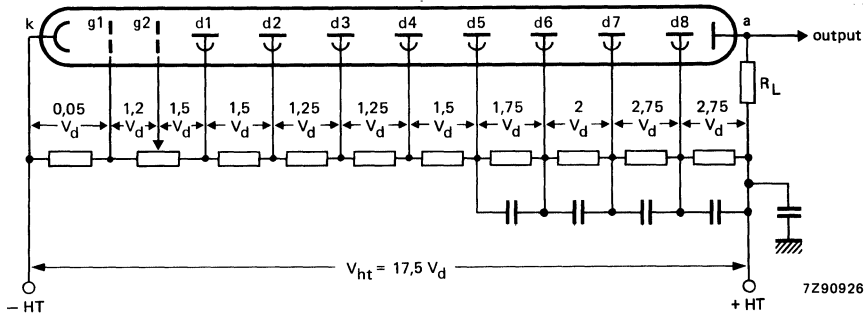 k g1 g2 d1 d2 d3 d4 d5 d6 d7 d8 a output
R_L
0,05 1,2 1,5 1,5 1,25 1,25 1,5 1,75 2 2,75 2,75
V_d V_d V_d V_d V_d V_d V_d V_d V_d V_d V_d
V_ht = 17,5 V_d
7Z90926
– HT + HT